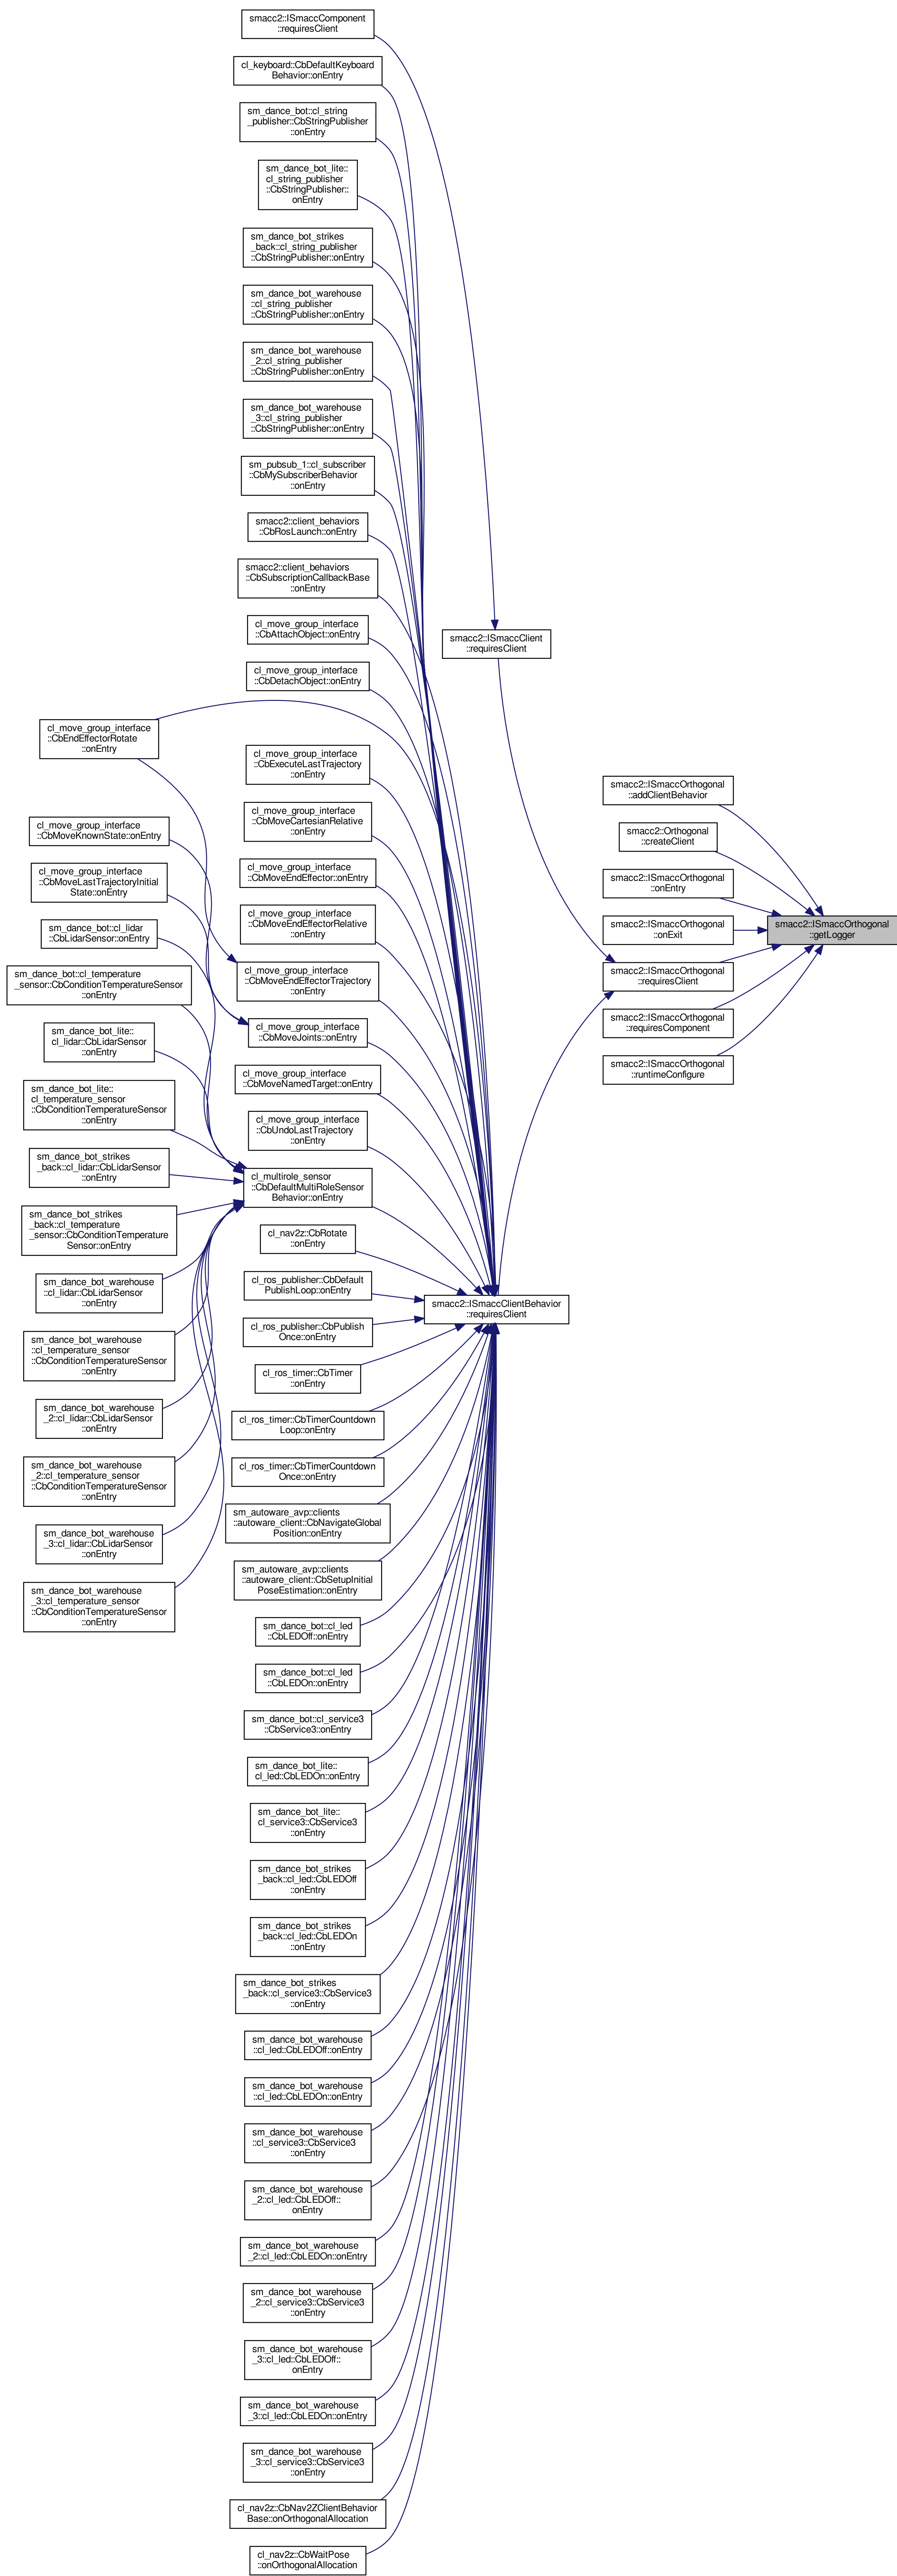 smacc2::ISmaccComponent
::requiresClient
cl_keyboard::CbDefaultKeyboard
Behavior::onEntry
sm_dance_bot::cl_string
_publisher::CbStringPublisher
::onEntry
sm_dance_bot_lite::
cl_string_publisher
::CbStringPublisher::
onEntry
sm_dance_bot_strikes
_back::cl_string_publisher
::CbStringPublisher::onEntry
sm_dance_bot_warehouse
::cl_string_publisher
::CbStringPublisher::onEntry
sm_dance_bot_warehouse
_2::cl_string_publisher
::CbStringPublisher::onEntry
sm_dance_bot_warehouse
_3::cl_string_publisher
::CbStringPublisher::onEntry
sm_pubsub_1::cl_subscriber
::CbMySubscriberBehavior
::onEntry
smacc2::client_behaviors
::CbRosLaunch::onEntry
smacc2::client_behaviors
::CbSubscriptionCallbackBase
::onEntry
cl_move_group_interface
::CbAttachObject::onEntry
cl_move_group_interface
::CbDetachObject::onEntry
cl_move_group_interface
::CbExecuteLastTrajectory
::onEntry
cl_move_group_interface
::CbMoveCartesianRelative
::onEntry
cl_move_group_interface
::CbMoveEndEffector::onEntry
cl_move_group_interface
::CbMoveEndEffectorRelative
::onEntry
cl_move_group_interface
::CbMoveEndEffectorTrajectory
::onEntry
cl_move_group_interface
::CbMoveJoints::onEntry
cl_move_group_interface
::CbMoveNamedTarget::onEntry
cl_move_group_interface
::CbUndoLastTrajectory
::onEntry
cl_multirole_sensor
::CbDefaultMultiRoleSensor
Behavior::onEntry
cl_nav2z::CbRotate
::onEntry
cl_ros_publisher::CbDefault
PublishLoop::onEntry
cl_ros_publisher::CbPublish
Once::onEntry
cl_ros_timer::CbTimer
::onEntry
cl_ros_timer::CbTimerCountdown
Loop::onEntry
cl_ros_timer::CbTimerCountdown
Once::onEntry
sm_autoware_avp::clients
::autoware_client::CbNavigateGlobal
Position::onEntry
sm_autoware_avp::clients
::autoware_client::CbSetupInitial
PoseEstimation::onEntry
sm_dance_bot::cl_led
::CbLEDOff::onEntry
sm_dance_bot::cl_led
::CbLEDOn::onEntry
sm_dance_bot::cl_service3
::CbService3::onEntry
sm_dance_bot_lite::
cl_led::CbLEDOn::onEntry
sm_dance_bot_lite::
cl_service3::CbService3
::onEntry
sm_dance_bot_strikes
_back::cl_led::CbLEDOff
::onEntry
sm_dance_bot_strikes
_back::cl_led::CbLEDOn
::onEntry
sm_dance_bot_strikes
_back::cl_service3::CbService3
::onEntry
sm_dance_bot_warehouse
::cl_led::CbLEDOff::onEntry
sm_dance_bot_warehouse
::cl_led::CbLEDOn::onEntry
sm_dance_bot_warehouse
::cl_service3::CbService3
::onEntry
sm_dance_bot_warehouse
_2::cl_led::CbLEDOff::
onEntry
sm_dance_bot_warehouse
_2::cl_led::CbLEDOn::onEntry
sm_dance_bot_warehouse
_2::cl_service3::CbService3
::onEntry
sm_dance_bot_warehouse
_3::cl_led::CbLEDOff::
onEntry
sm_dance_bot_warehouse
_3::cl_led::CbLEDOn::onEntry
sm_dance_bot_warehouse
_3::cl_service3::CbService3
::onEntry
cl_nav2z::CbNav2ZClientBehavior
Base::onOrthogonalAllocation
cl_nav2z::CbWaitPose
::onOrthogonalAllocation
cl_move_group_interface
::CbEndEffectorRotate
::onEntry
cl_move_group_interface
::CbMoveKnownState::onEntry
cl_move_group_interface
::CbMoveLastTrajectoryInitial
State::onEntry
sm_dance_bot::cl_lidar
::CbLidarSensor::onEntry
sm_dance_bot::cl_temperature
_sensor::CbConditionTemperatureSensor
::onEntry
sm_dance_bot_lite::
cl_lidar::CbLidarSensor
::onEntry
sm_dance_bot_lite::
cl_temperature_sensor
::CbConditionTemperatureSensor
::onEntry
sm_dance_bot_strikes
_back::cl_lidar::CbLidarSensor
::onEntry
sm_dance_bot_strikes
_back::cl_temperature
_sensor::CbConditionTemperature
Sensor::onEntry
sm_dance_bot_warehouse
::cl_lidar::CbLidarSensor
::onEntry
sm_dance_bot_warehouse
::cl_temperature_sensor
::CbConditionTemperatureSensor
::onEntry
sm_dance_bot_warehouse
_2::cl_lidar::CbLidarSensor
::onEntry
sm_dance_bot_warehouse
_2::cl_temperature_sensor
::CbConditionTemperatureSensor
::onEntry
sm_dance_bot_warehouse
_3::cl_lidar::CbLidarSensor
::onEntry
sm_dance_bot_warehouse
_3::cl_temperature_sensor
::CbConditionTemperatureSensor
::onEntry
smacc2::ISmaccClient
::requiresClient
smacc2::ISmaccClientBehavior
::requiresClient
smacc2::ISmaccOrthogonal
::addClientBehavior
smacc2::Orthogonal
::createClient
smacc2::ISmaccOrthogonal
::onEntry
smacc2::ISmaccOrthogonal
::onExit
smacc2::ISmaccOrthogonal
::requiresClient
smacc2::ISmaccOrthogonal
::requiresComponent
smacc2::ISmaccOrthogonal
::runtimeConfigure
smacc2::ISmaccOrthogonal
::getLogger